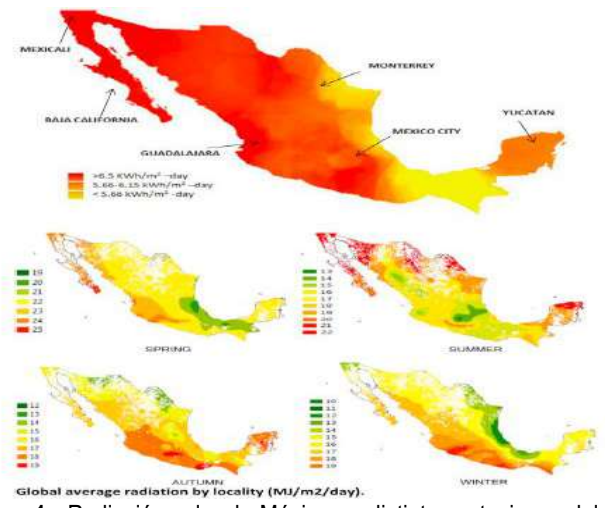 MEXICALI
MONTERREY
BAJA CALIFORNIA
YUCATAN
MEXICO CITY
GUADALAJARA
>6.5 KWh/m² -day
5.66-6.15 KWh/m² -day
< 5.66 KWh/m² -day
19
20
21
22
23
24
25
SPRING
13
14
15
16
17
18
19
20
21
22
SUMMER
12
13
14
15
16
17
18
19
AUTUMN
10
11
12
13
14
15
16
17
18
19
WINTER
Global average radiation by locality (MJ/m2/day).